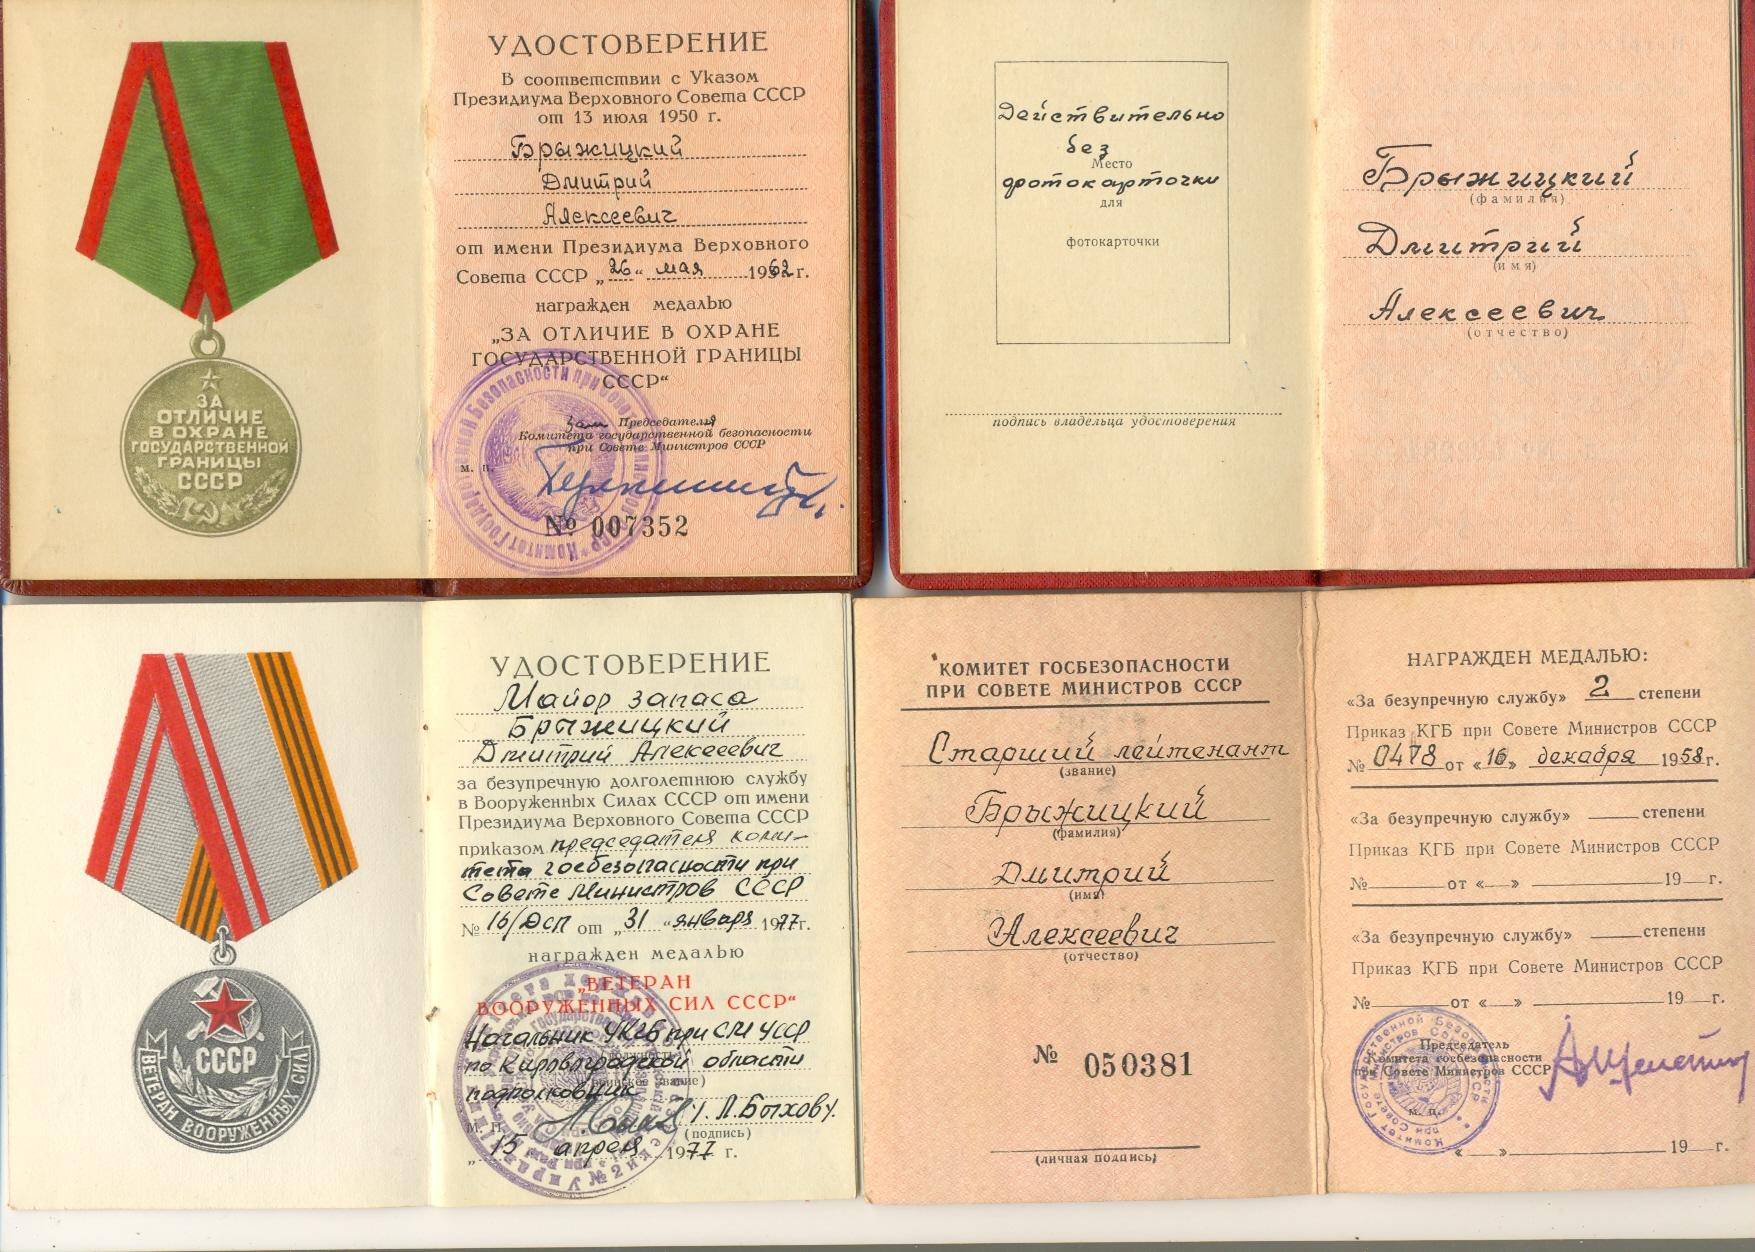 ЗА
ОТЛИЧИЕ
В ОХРАНЕ
ГОСУДАРСТВЕННОЙ
ГРАНИЦЫ
СССР
УДОСТОВЕРЕНИЕ
В соответствии с Указом
Президиума Верховного Совета СССР
от 13 июля 1950 г.
Брыжицкий
Дмитрий
Алексеевич
от имени Президиума Верховного
Совета СССР „26“ мая 1962 г.
награжден медалью
„ЗА ОТЛИЧИЕ В ОХРАНЕ
ГОСУДАРСТВЕННОЙ ГРАНИЦЫ
СССР“
зам Председателя
Комитета государственной безопасности
при Совете Министров СССР
м. п.
№ 007352
Действительно
без
Место
фотокарточки
для
фотокарточки
подпись владельца удостоверения
Брыжицкий
(фамилия)
Дмитрий
(имя)
Алексеевич
(отчество)
СССР
ВЕТЕРАН ВООРУЖЕННЫХ СИЛ
УДОСТОВЕРЕНИЕ
Майор запаса
Брыжицкий
Дмитрий Алексеевич
за безупречную долголетнюю службу
в Вооруженных Силах СССР от имени
Президиума Верховного Совета СССР
приказом председателя коми-
тета госбезопасности при
Совете Министров СССР
№ 16/дсп от „31“ января 1977 г.
награжден медалью
„ВЕТЕРАН
ВООРУЖЕННЫХ СИЛ СССР“
Начальник УКГБ при СМ УССР
(должность)
по Кировоградской области
(воинское звание)
подполковник
М. П. /. Л. Быхов/.
(подпись)
„15 апреля 1977 г.
КОМИТЕТ ГОСБЕЗОПАСНОСТИ
ПРИ СОВЕТЕ МИНИСТРОВ СССР
Старший лейтенант
(звание)
Брыжицкий
(фамилия)
Дмитрий
(имя)
Алексеевич
(отчество)
№ 050381
(личная подпись)
НАГРАЖДЕН МЕДАЛЬЮ:
«За безупречную службу» 2 степени
Приказ КГБ при Совете Министров СССР
№ 0478 от «16» декабря 1958 г.
«За безупречную службу» степени
Приказ КГБ при Совете Министров СССР
№ от « » 19 г.
«За безупречную службу» степени
Приказ КГБ при Совете Министров СССР
№ от « » 19 г.
Председатель
Комитета госбезопасности
при Совете Министров СССР
м. п.
« » 19 г.